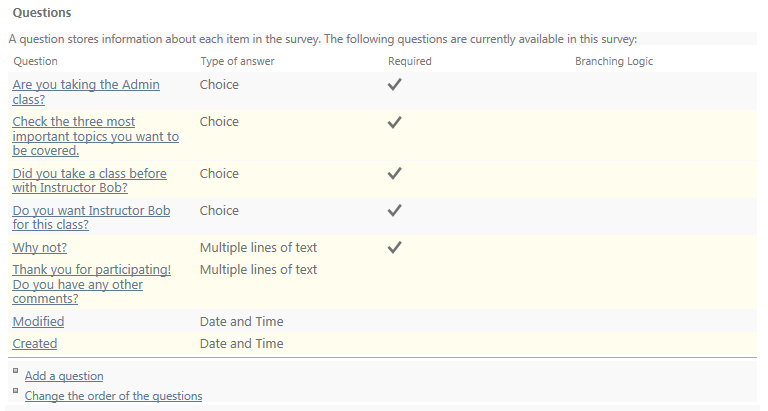 Questions
A question stores information about each item in the survey. The following questions are currently available in this survey:
Question Type of answer Required Branching Logic
Are you taking the Admin Choice
class?
Check the three most Choice
important topics you want to
be covered.
Did you take a class before Choice
with Instructor Bob?
Do you want Instructor Bob Choice
for this class?
Why not? Multiple lines of text
Thank you for participating! Multiple lines of text
Do you have any other
comments?
Modified Date and Time
Created Date and Time
Add a question
Change the order of the questions